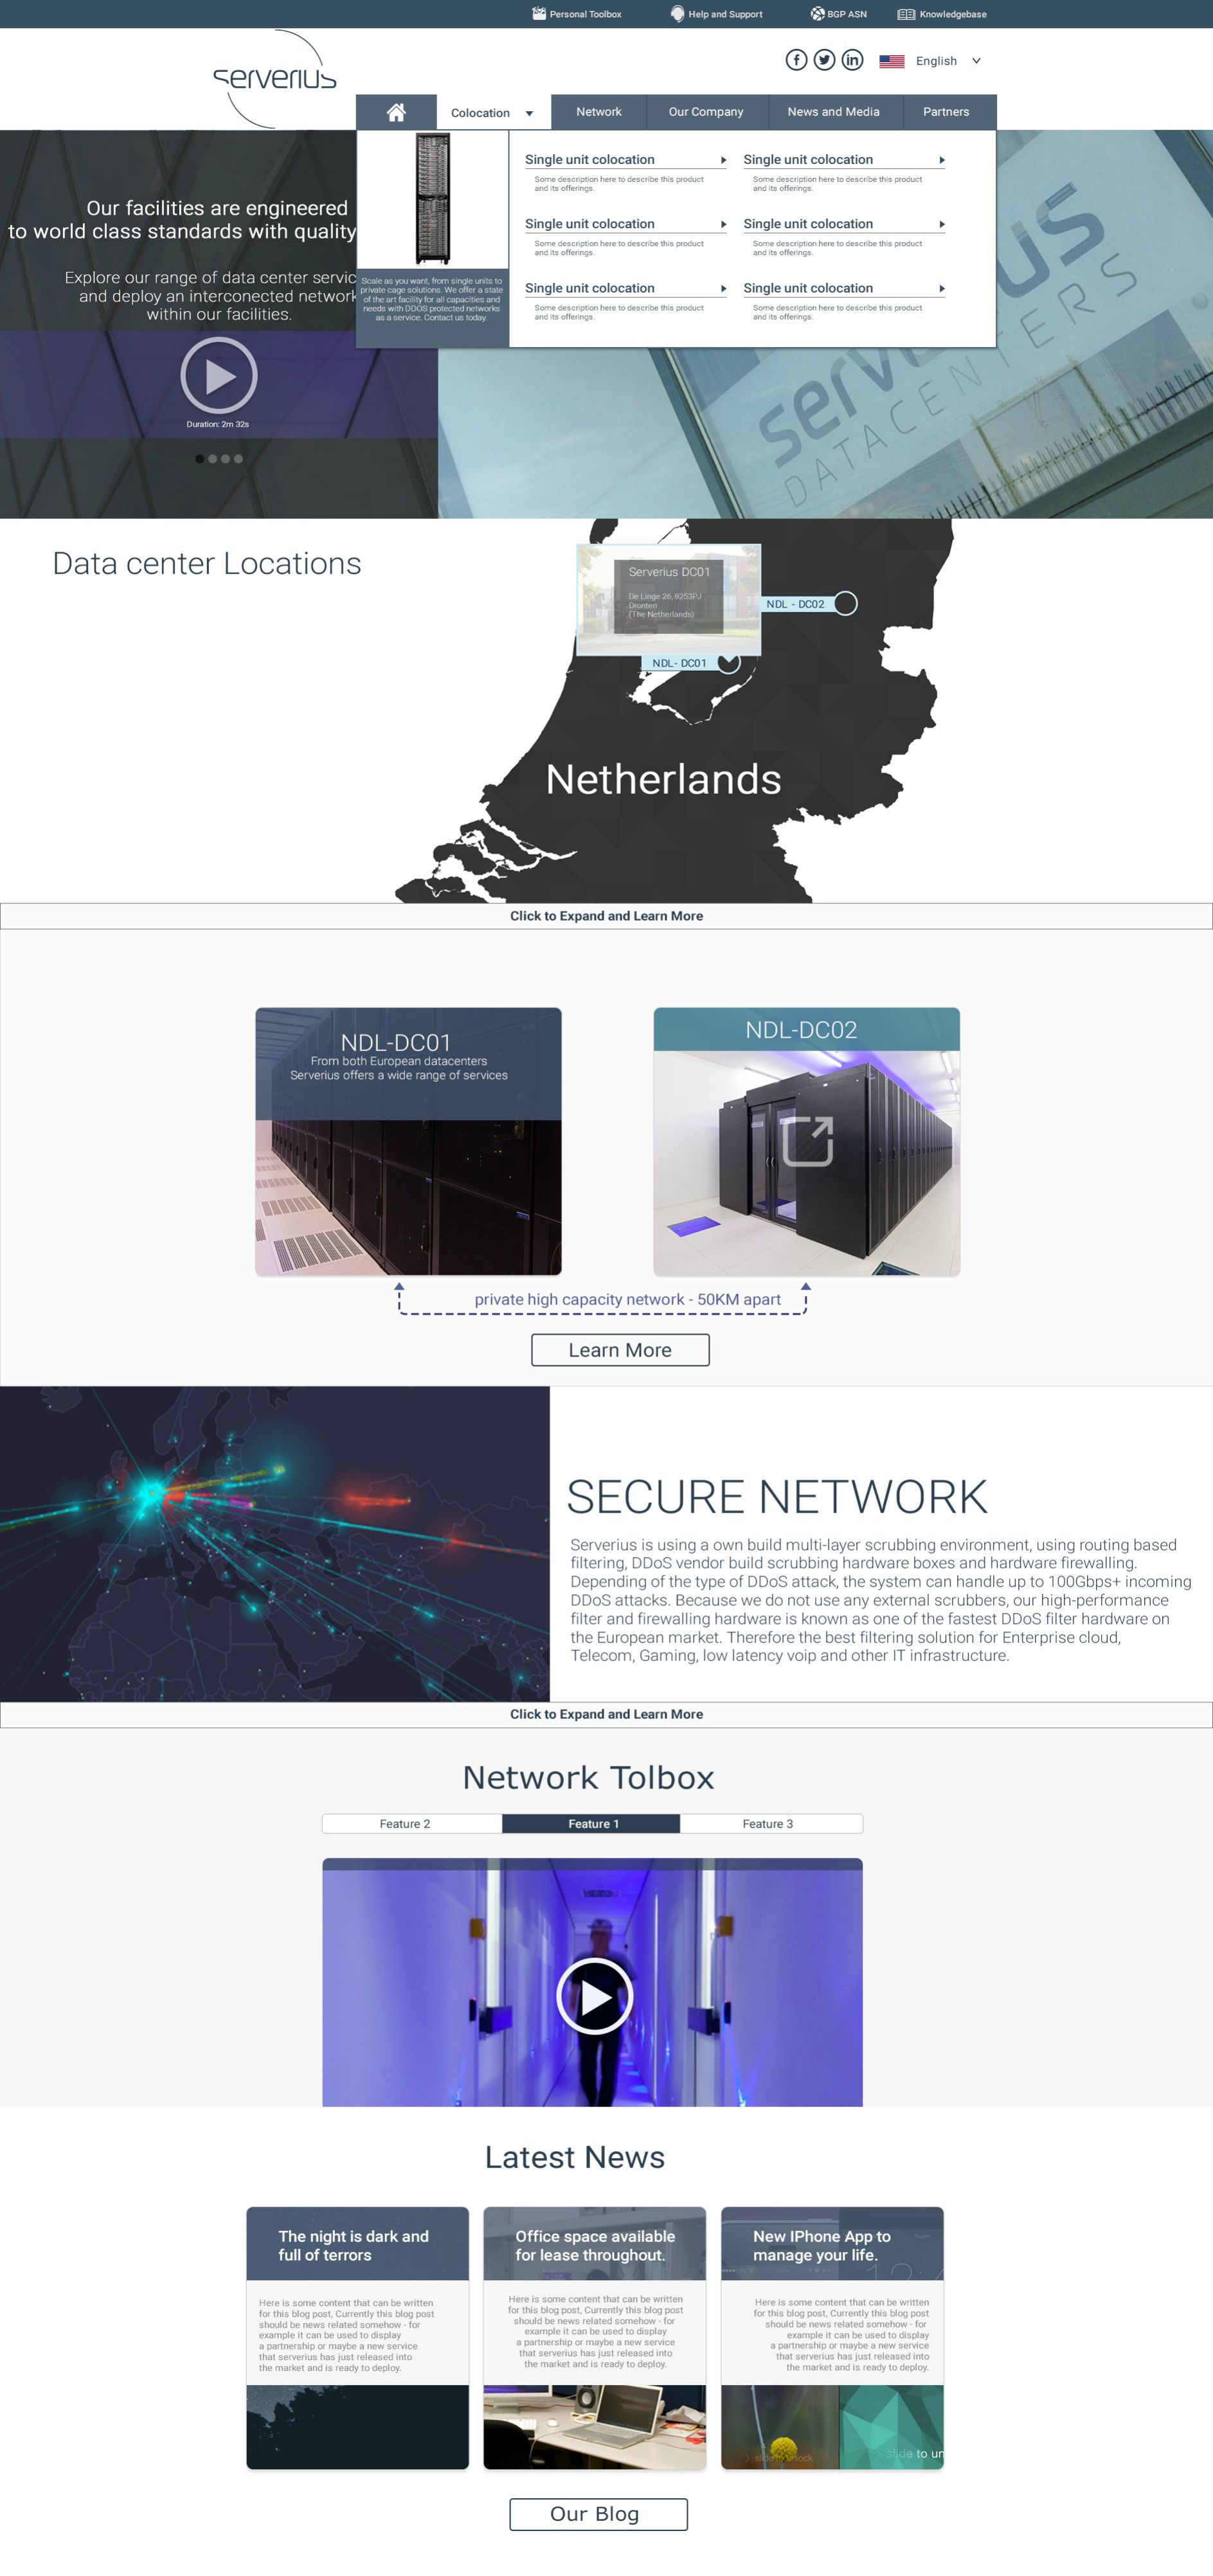 Personal Toolbox
Help and Support
BGP ASN
Knowledgebase
serverius
English
Colocation
Network
Our Company
News and Media
Partners
Our facilities are engineered
to world class standards with quality
Explore our range of data center servic
and deploy an interconected network
within our facilities.
Duration: 2m 32s
Scale as you want, from single units to
private cage solutions. We offer a state
of the art facility for all capacities and
needs with DDOS protected networks
as a service. Contact us today.
Single unit colocation
Some description here to describe this product
and its offerings.
Single unit colocation
Some description here to describe this product
and its offerings.
Single unit colocation
Some description here to describe this product
and its offerings.
Single unit colocation
Some description here to describe this product
and its offerings.
Single unit colocation
Some description here to describe this product
and its offerings.
Single unit colocation
Some description here to describe this product
and its offerings.
DATACENTERS
Data center Locations
Serverius DC01
De Linge 26, 8253PJ
Dronten
(The Netherlands)
NDL - DC02
NDL- DC01
Netherlands
Click to Expand and Learn More
NDL-DC01
From both European datacenters
Serverius offers a wide range of services
NDL-DC02
private high capacity network - 50KM apart
Learn More
SECURE NETWORK
Serverius is using a own build multi-layer scrubbing environment, using routing based
filtering, DDoS vendor build scrubbing hardware boxes and hardware firewalling.
Depending of the type of DDoS attack, the system can handle up to 100Gbps+ incoming
DDoS attacks. Because we do not use any external scrubbers, our high-performance
filter and firewalling hardware is known as one of the fastest DDoS filter hardware on
the European market. Therefore the best filtering solution for Enterprise cloud,
Telecom, Gaming, low latency voip and other IT infrastructure.
Click to Expand and Learn More
Network Tolbox
Feature 2
Feature 1
Feature 3
Latest News
The night is dark and
full of terrors
Here is some content that can be written
for this blog post, Currently this blog post
should be news related somehow - for
example it can be used to display
a partnership or maybe a new service
that serverius has just released into
the market and is ready to deploy.
Office space available
for lease throughout.
Here is some content that can be written
for this blog post, Currently this blog post
should be news related somehow - for
example it can be used to display
a partnership or maybe a new service
that serverius has just released into
the market and is ready to deploy.
New IPhone App to
manage your life.
Here is some content that can be written
for this blog post, Currently this blog post
should be news related somehow - for
example it can be used to display
a partnership or maybe a new service
that serverius has just released into
the market and is ready to deploy.
slide to unlock
slide to un
Our Blog